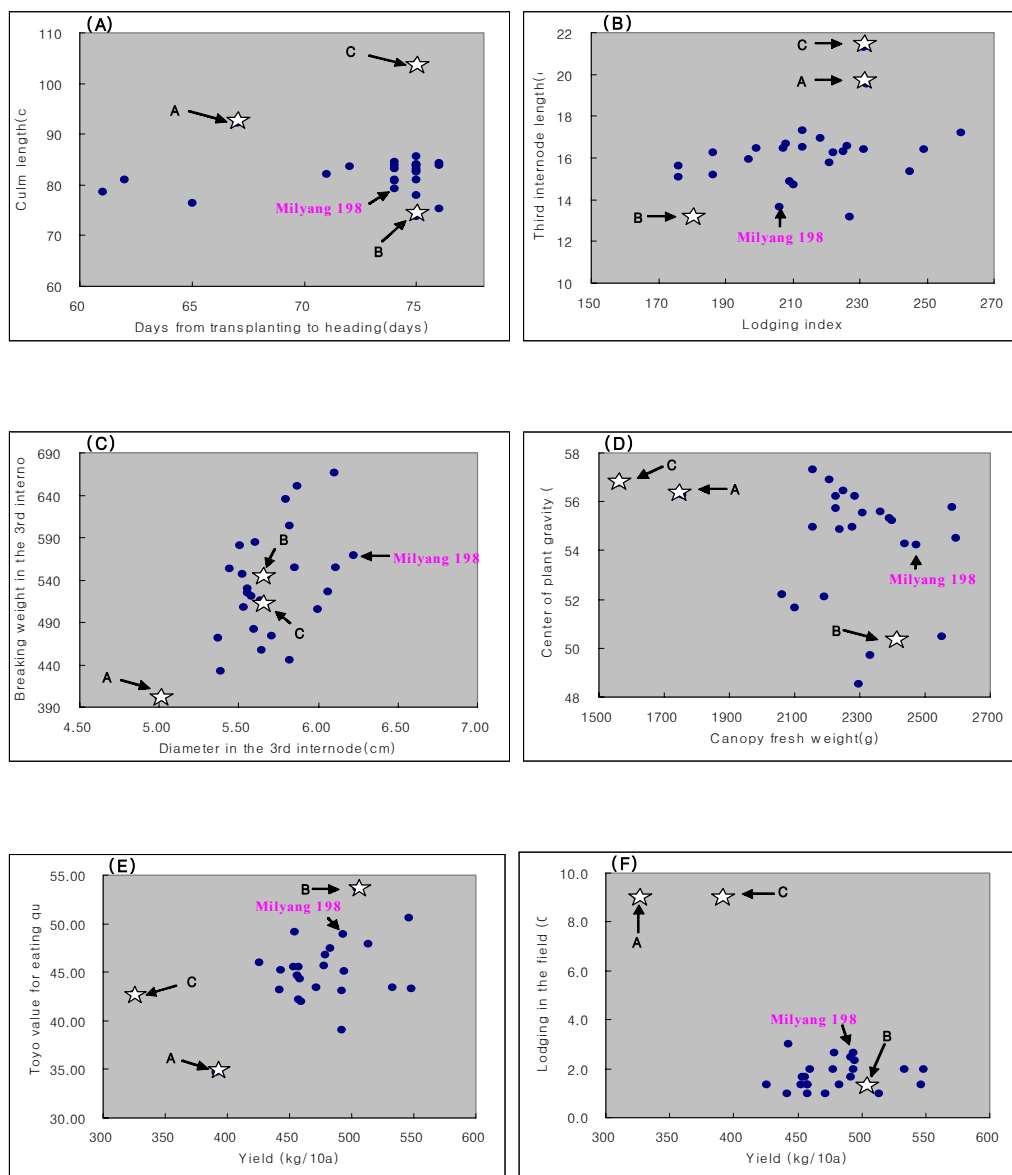 (A)
110
100
90
80
70
60
60
65
70
75
Culm length(c
Days from transplanting to heading(days)
A
C
Milyang 198
B
(B)
22
20
18
16
14
12
10
150
170
190
210
230
250
270
Third internode length(
Lodging index
C
A
B
Milyang 198
(C)
690
640
590
540
490
440
390
4.50
5.00
5.50
6.00
6.50
7.00
Breaking weight in the 3rd interno
Diameter in the 3rd internode(cm)
B
Milyang 198
C
A
(D)
58
56
54
52
50
48
1500
1700
1900
2100
2300
2500
2700
Center of plant gravity (
Canopy fresh weight(g)
C
A
Milyang 198
B
(E)
55.00
50.00
45.00
40.00
35.00
30.00
300
350
400
450
500
550
600
Toyo value for eating qu
Yield (kg/10a)
B
Milyang 198
C
A
(F)
10.0
8.0
6.0
4.0
2.0
0.0
300
350
400
450
500
550
600
Lodging in the field (
Yield (kg/10a)
C
A
Milyang 198
B